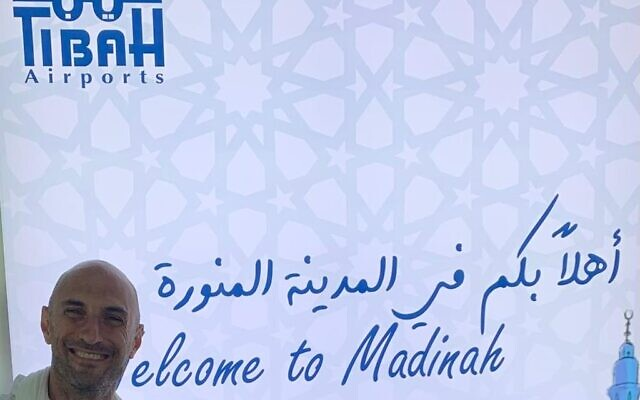 TIBAH
Airports
أهلاً بكم في المدينة المنورة
elcome to Madinah